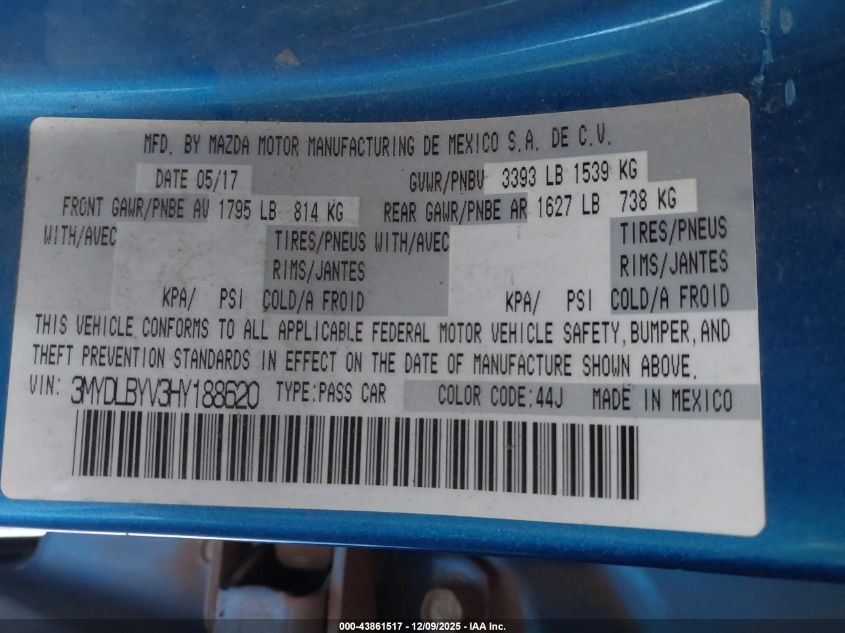 MFD. BY MAZDA MOTOR MANUFACTURING DE MEXICO S.A. DE C.V.
DATE 05/17 GVWR/PNBV 3393 LB 1539 KG
FRONT GAWR/PNBE AV 1795 LB 814 KG REAR GAWR/PNBE AR 1627 LB 738 KG
WITH/AVEC TIRES/PNEUS WITH/AVEC TIRES/PNEUS
RIMS/JANTES RIMS/JANTES
KPA/ PSI COLD/A FROID KPA/ PSI COLD/A FROID
THIS VEHICLE CONFORMS TO ALL APPLICABLE FEDERAL MOTOR VEHICLE SAFETY, BUMPER, AND
THEFT PREVENTION STANDARDS IN EFFECT ON THE DATE OF MANUFACTURE SHOWN ABOVE.
VIN: 3MYDLBYV3HY188620 TYPE:PASS CAR COLOR CODE:44J MADE IN MEXICO
000-43861517 - 12/09/2025 - IAA Inc.